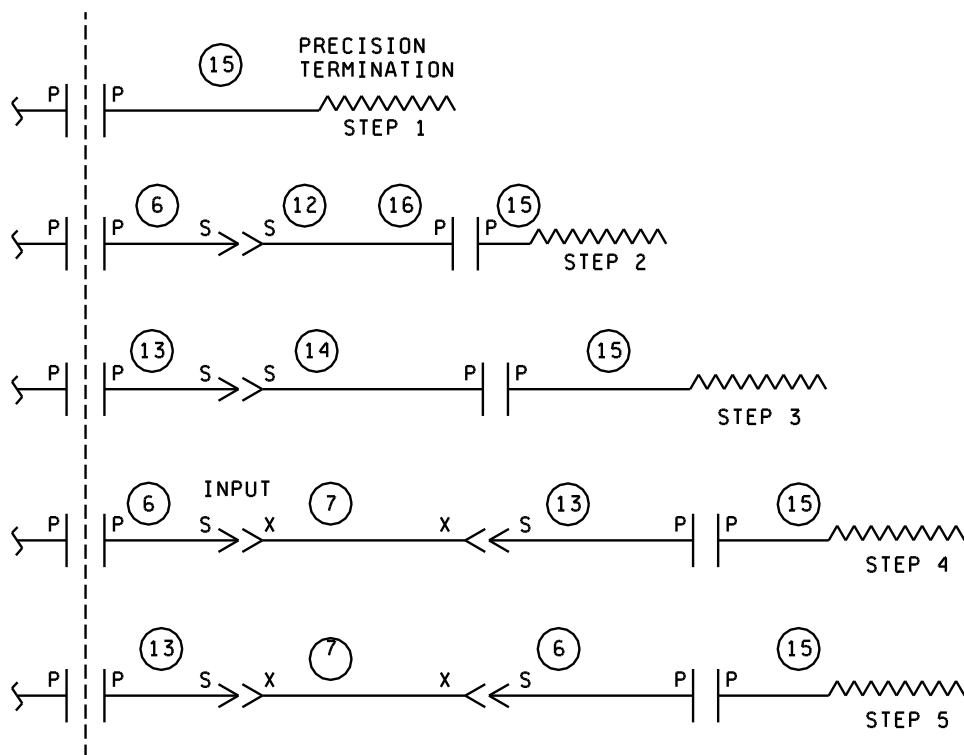 15 PRECISION
TERMINATION
P P
STEP 1
6 12 16 15
P P S S P P
STEP 2
13 14 15
P P S S P P
STEP 3
6 INPUT 7 13 15
P P S X X S P P
STEP 4
13 7 6 15
P P S X X S P P
STEP 5